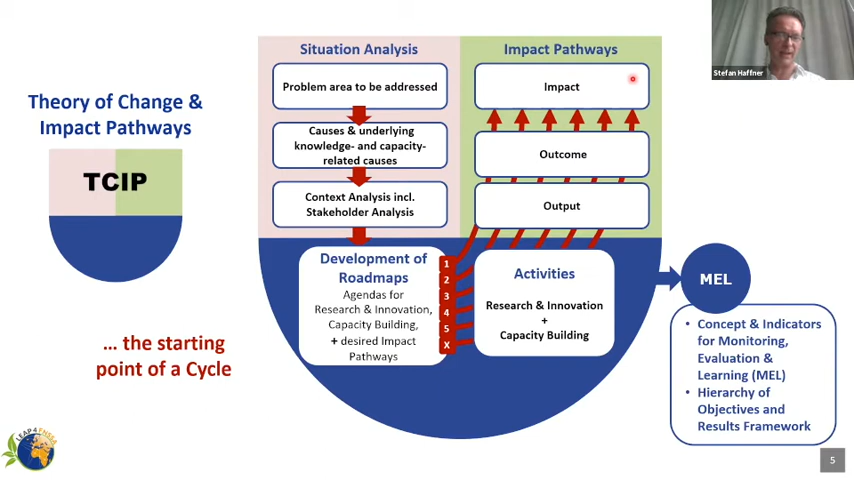 Theory of Change &
Impact Pathways
TCIP
... the starting
point of a Cycle
Situation Analysis
Problem area to be addressed
Causes & underlying
knowledge- and capacity-
related causes
Context Analysis incl.
Stakeholder Analysis
Development of
Roadmaps
Agendas for
Research & Innovation,
Capacity Building,
+ desired Impact
Pathways
1
2
3
4
5
X
Impact Pathways
Impact
Outcome
Output
Activities
Research & Innovation
+
Capacity Building
MEL
• Concept & Indicators
for Monitoring,
Evaluation &
Learning (MEL)
• Hierarchy of
Objectives and
Results Framework
Stefan Haffner
LEAP4FNSSA
5